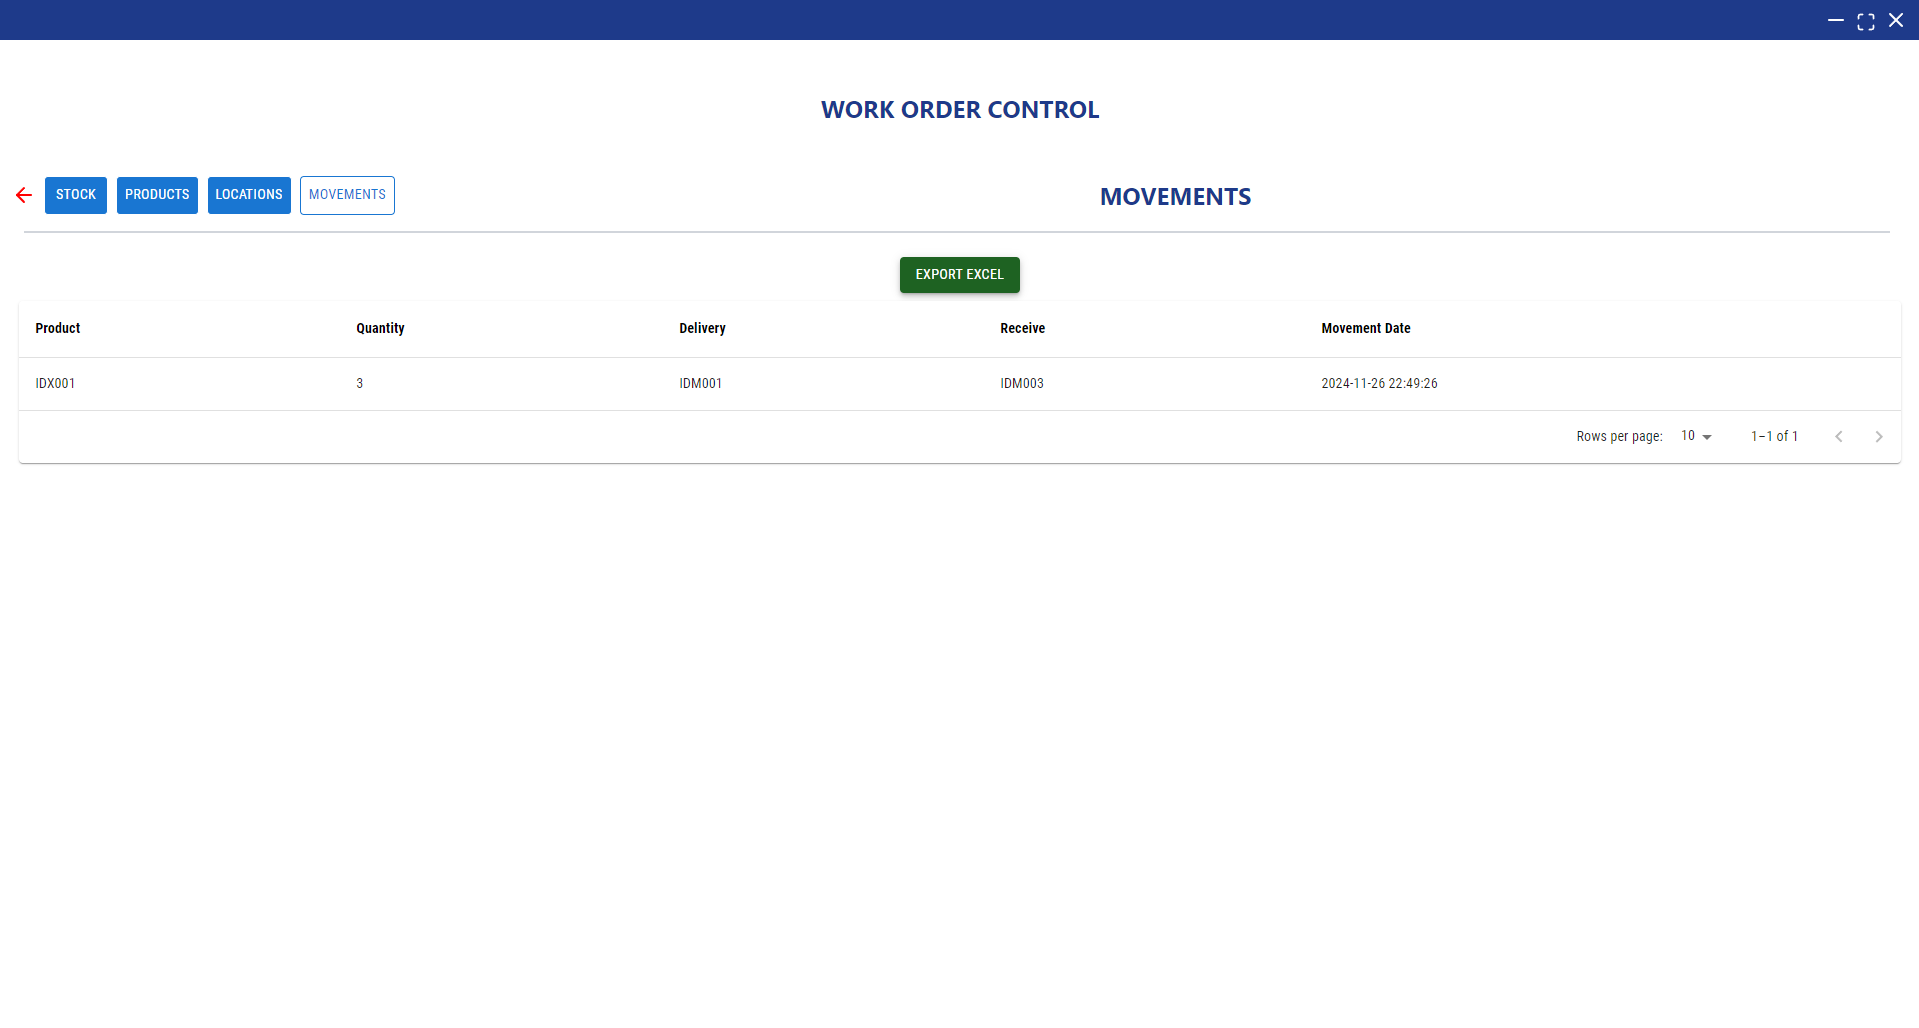 WORK ORDER CONTROL
STOCK PRODUCTS LOCATIONS MOVEMENTS MOVEMENTS
EXPORT EXCEL
Product Quantity Delivery Receive Movement Date
IDX001 3 IDM001 IDM003 2024-11-26 22:49:26
Rows per page: 10 1–1 of 1